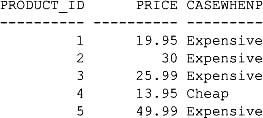 PRODUCT_ID PRICE CASEWHENP
---------- ---------- ---------
1 19.95 Expensive
2 30 Expensive
3 25.99 Expensive
4 13.95 Cheap
5 49.99 Expensive